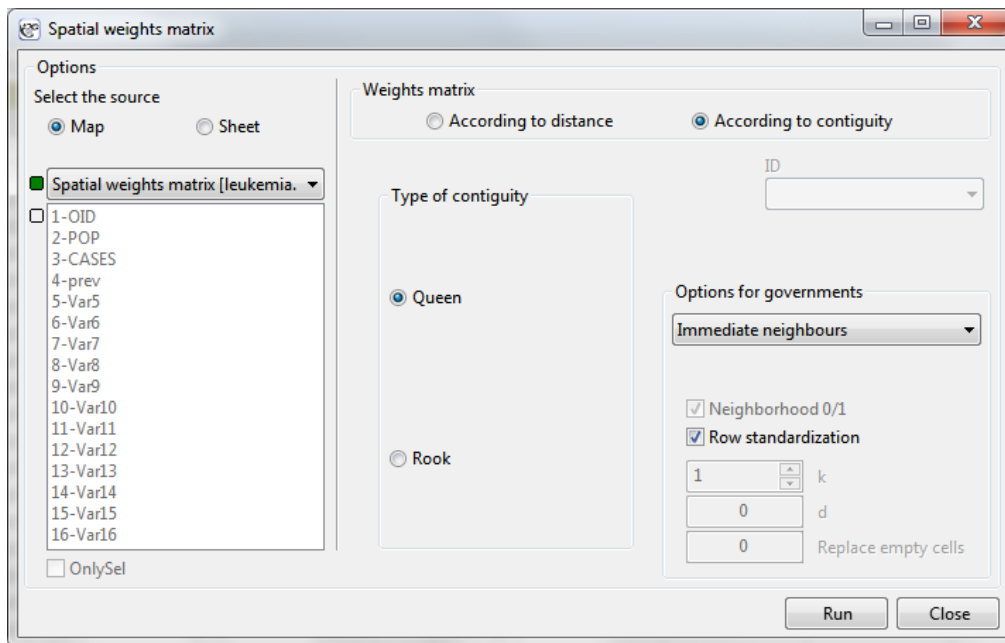 Spatial weights matrix
Options
Select the source
Map
Sheet
Spatial weights matrix [leukemia.
1-OID
2-POP
3-CASES
4-prev
5-Var5
6-Var6
7-Var7
8-Var8
9-Var9
10-Var10
11-Var11
12-Var12
13-Var13
14-Var14
15-Var15
16-Var16
OnlySel
Weights matrix
According to distance
According to contiguity
Type of contiguity
Queen
Rook
ID
Options for governments
Immediate neighbours
Neighborhood 0/1
Row standardization
1 k
0 d
0 Replace empty cells
Run
Close